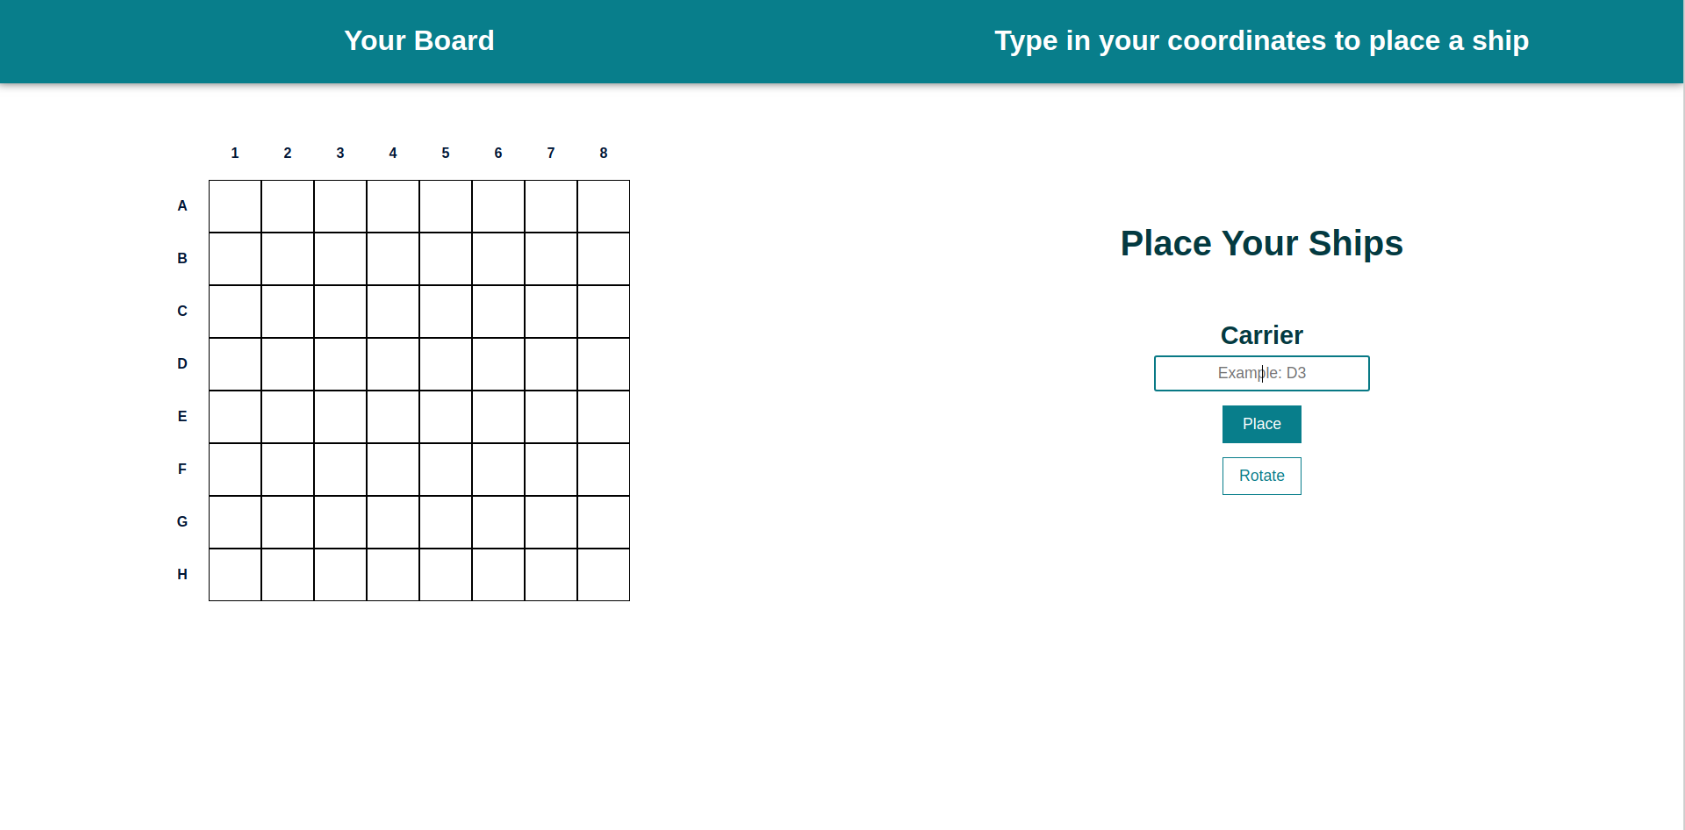 Your Board
Type in your coordinates to place a ship
1 2 3 4 5 6 7 8
A
B
C
D
E
F
G
H
Place Your Ships
Carrier
Example: D3
Place
Rotate